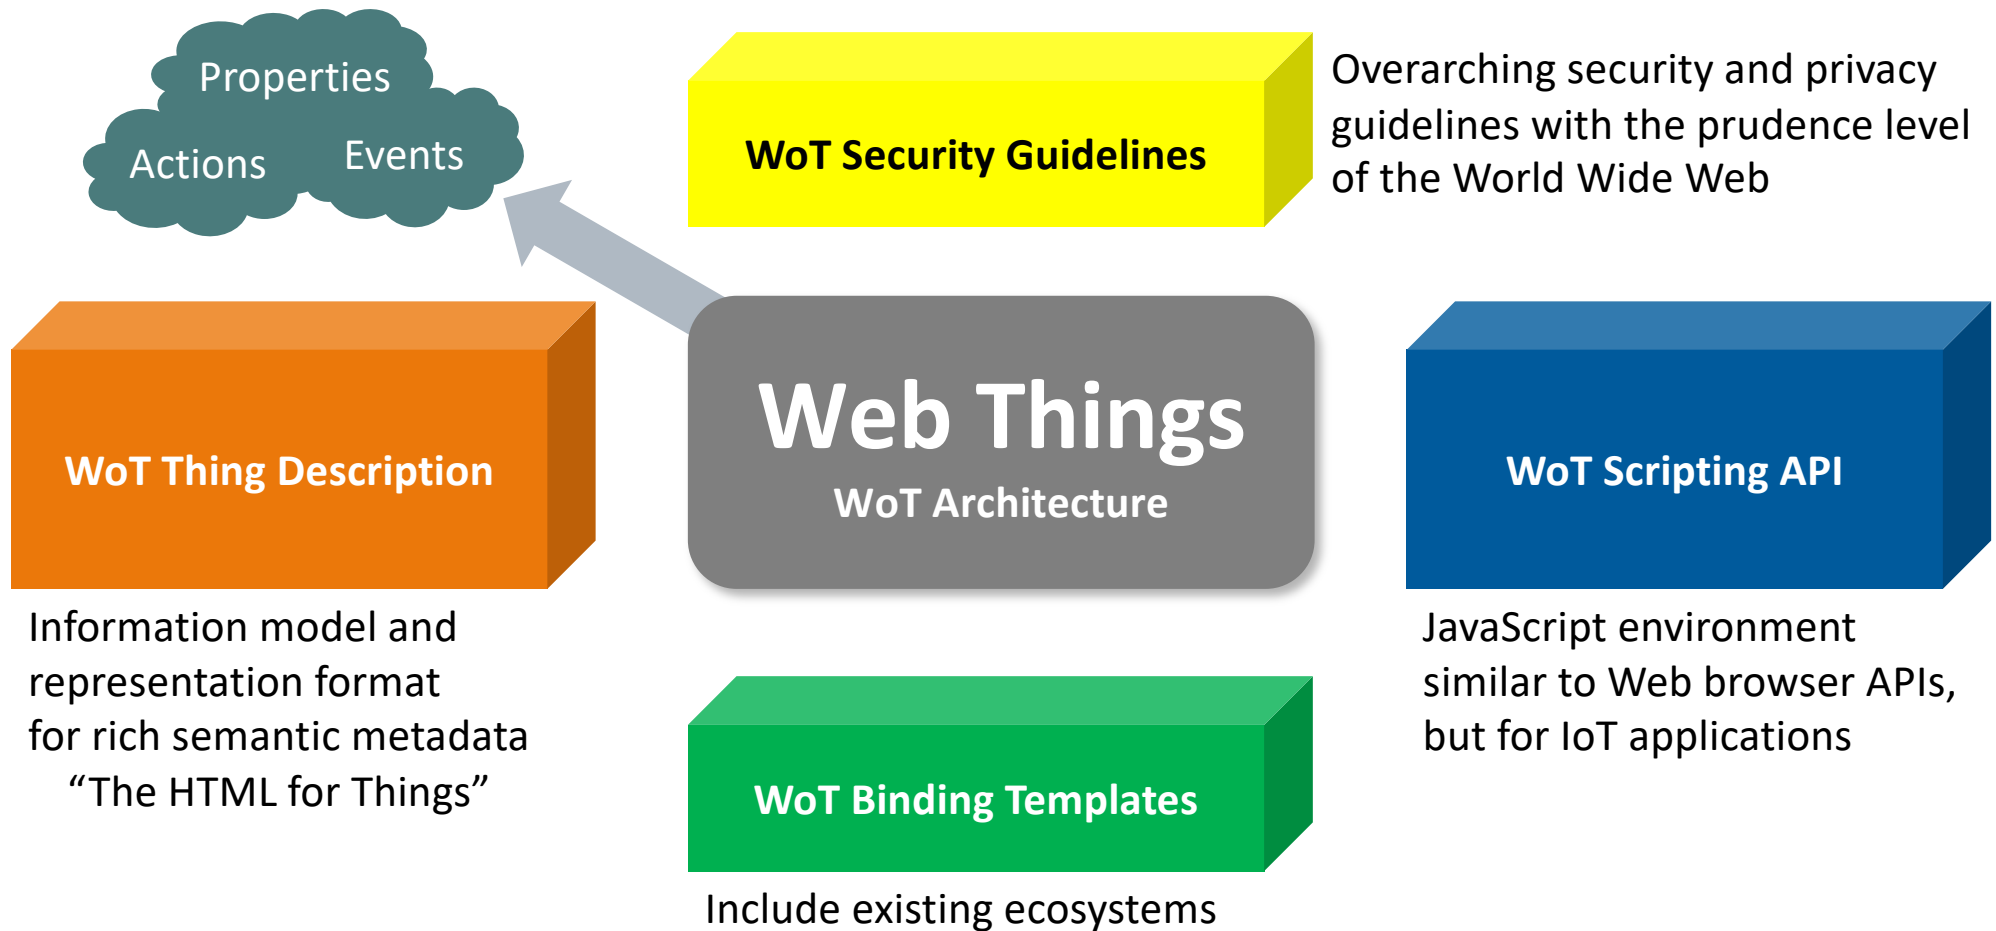 Properties
Actions
Events
WoT Security Guidelines
Overarching security and privacy
guidelines with the prudence level
of the World Wide Web
WoT Thing Description
Web Things
WoT Architecture
WoT Scripting API
Information model and
representation format
for rich semantic metadata
“The HTML for Things”
JavaScript environment
similar to Web browser APIs,
but for IoT applications
WoT Binding Templates
Include existing ecosystems